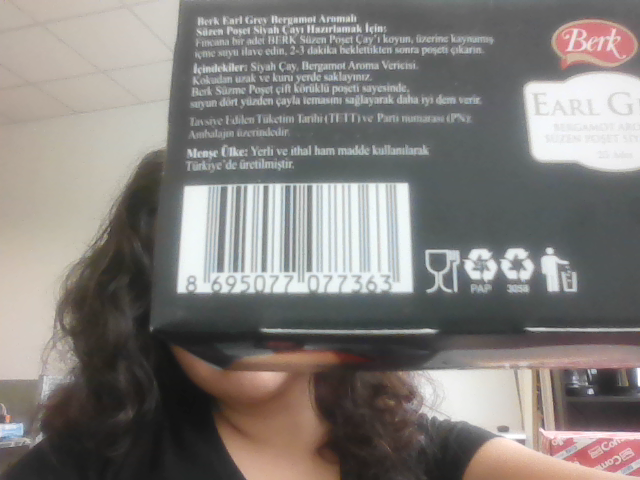 Berk Earl Grey Bergamot Aromalı
Süzen Poşet Siyah Çayı Hazırlamak İçin:
Fincana bir adet BERK Süzen Poşet Çay'ı koyun, üzerine kaynamış
içme suyu ilave edin, 2-3 dakika beklettikten sonra poşeti çıkarın.
İçindekiler: Siyah Çay, Bergamot Aroma Vericisi.
Kokudan uzak ve kuru yerde saklayınız.
Berk Süzme Poşet çift körüklü poşeti sayesinde,
suyun dört yüzden çayla temasını sağlayarak daha iyi dem verir.
Tavsiye Edilen Tüketim Tarihi (TETT) ve Parti numarası (PN):
Ambalajın üzerindedir.
Menşe Ülke: Yerli ve ithal ham madde kullanılarak
Türkiye'de üretilmiştir.
8 695077 077363
PAP
Berk
EARL G
BERGAMOT
SÜZEN POŞET